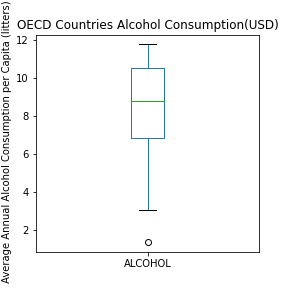 OECD Countries Alcohol Consumption(USD)
Average Annual Alcohol Consumption per Capita (litters)
12
10
8
6
4
2
ALCOHOL